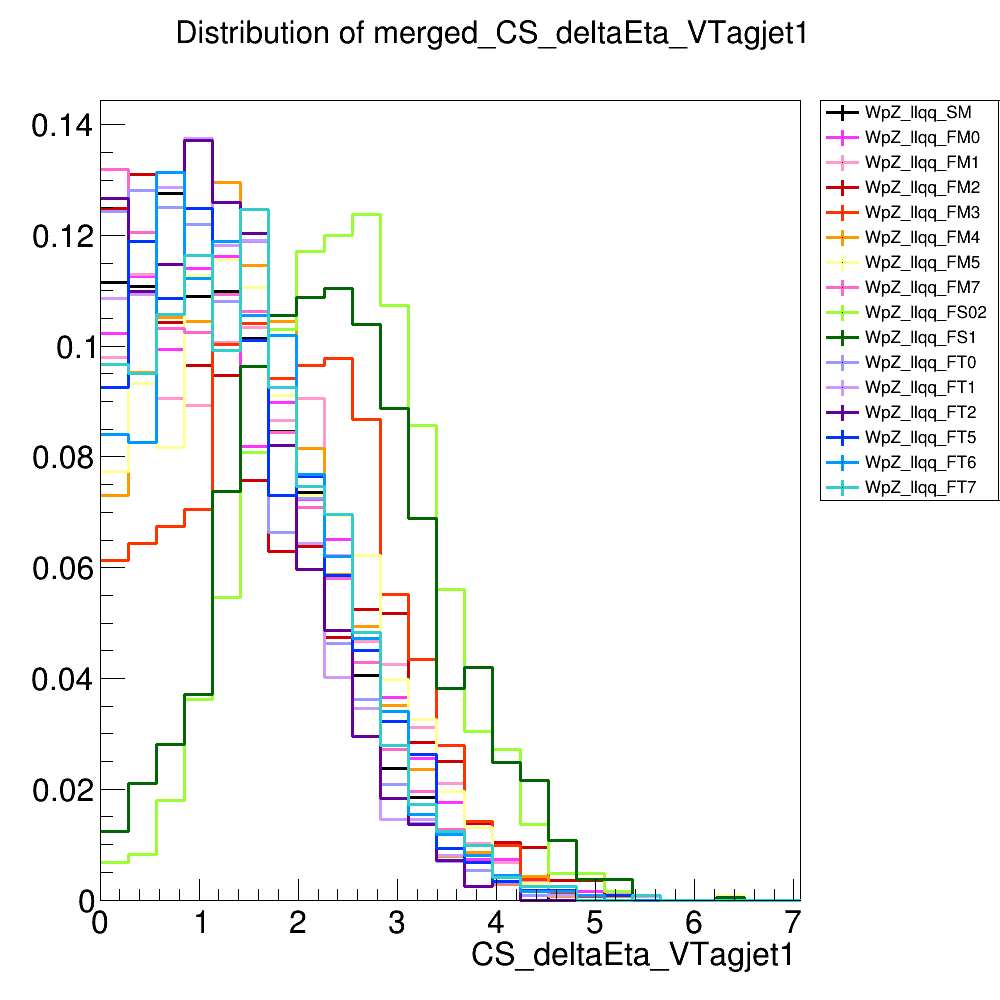 Distribution of merged_CS_deltaEta_VTagjet1
0.14
0.12
0.1
0.08
0.06
0.04
0.02
0
0 1 2 3 4 5 6 7
CS_deltaEta_VTagjet1
WpZ_llqq_SM
WpZ_llqq_FM0
WpZ_llqq_FM1
WpZ_llqq_FM2
WpZ_llqq_FM3
WpZ_llqq_FM4
WpZ_llqq_FM5
WpZ_llqq_FM7
WpZ_llqq_FS02
WpZ_llqq_FS1
WpZ_llqq_FT0
WpZ_llqq_FT1
WpZ_llqq_FT2
WpZ_llqq_FT5
WpZ_llqq_FT6
WpZ_llqq_FT7